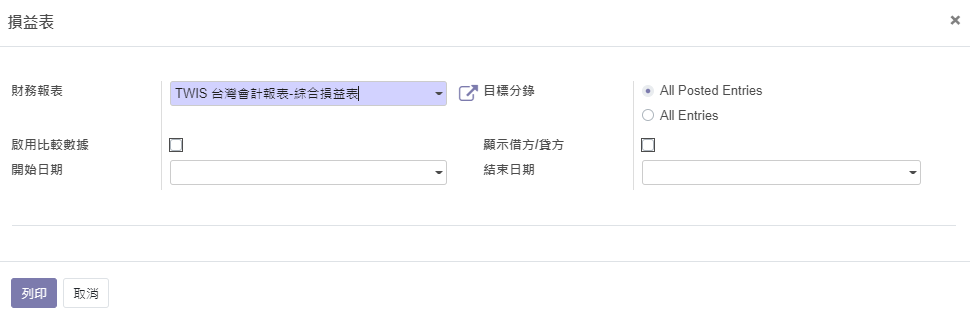 損益表
×
財務報表
TWIS 台灣會計報表-綜合損益表
目標分錄
All Posted Entries
All Entries
啟用比較數據
顯示借方/貸方
開始日期
結束日期
列印
取消